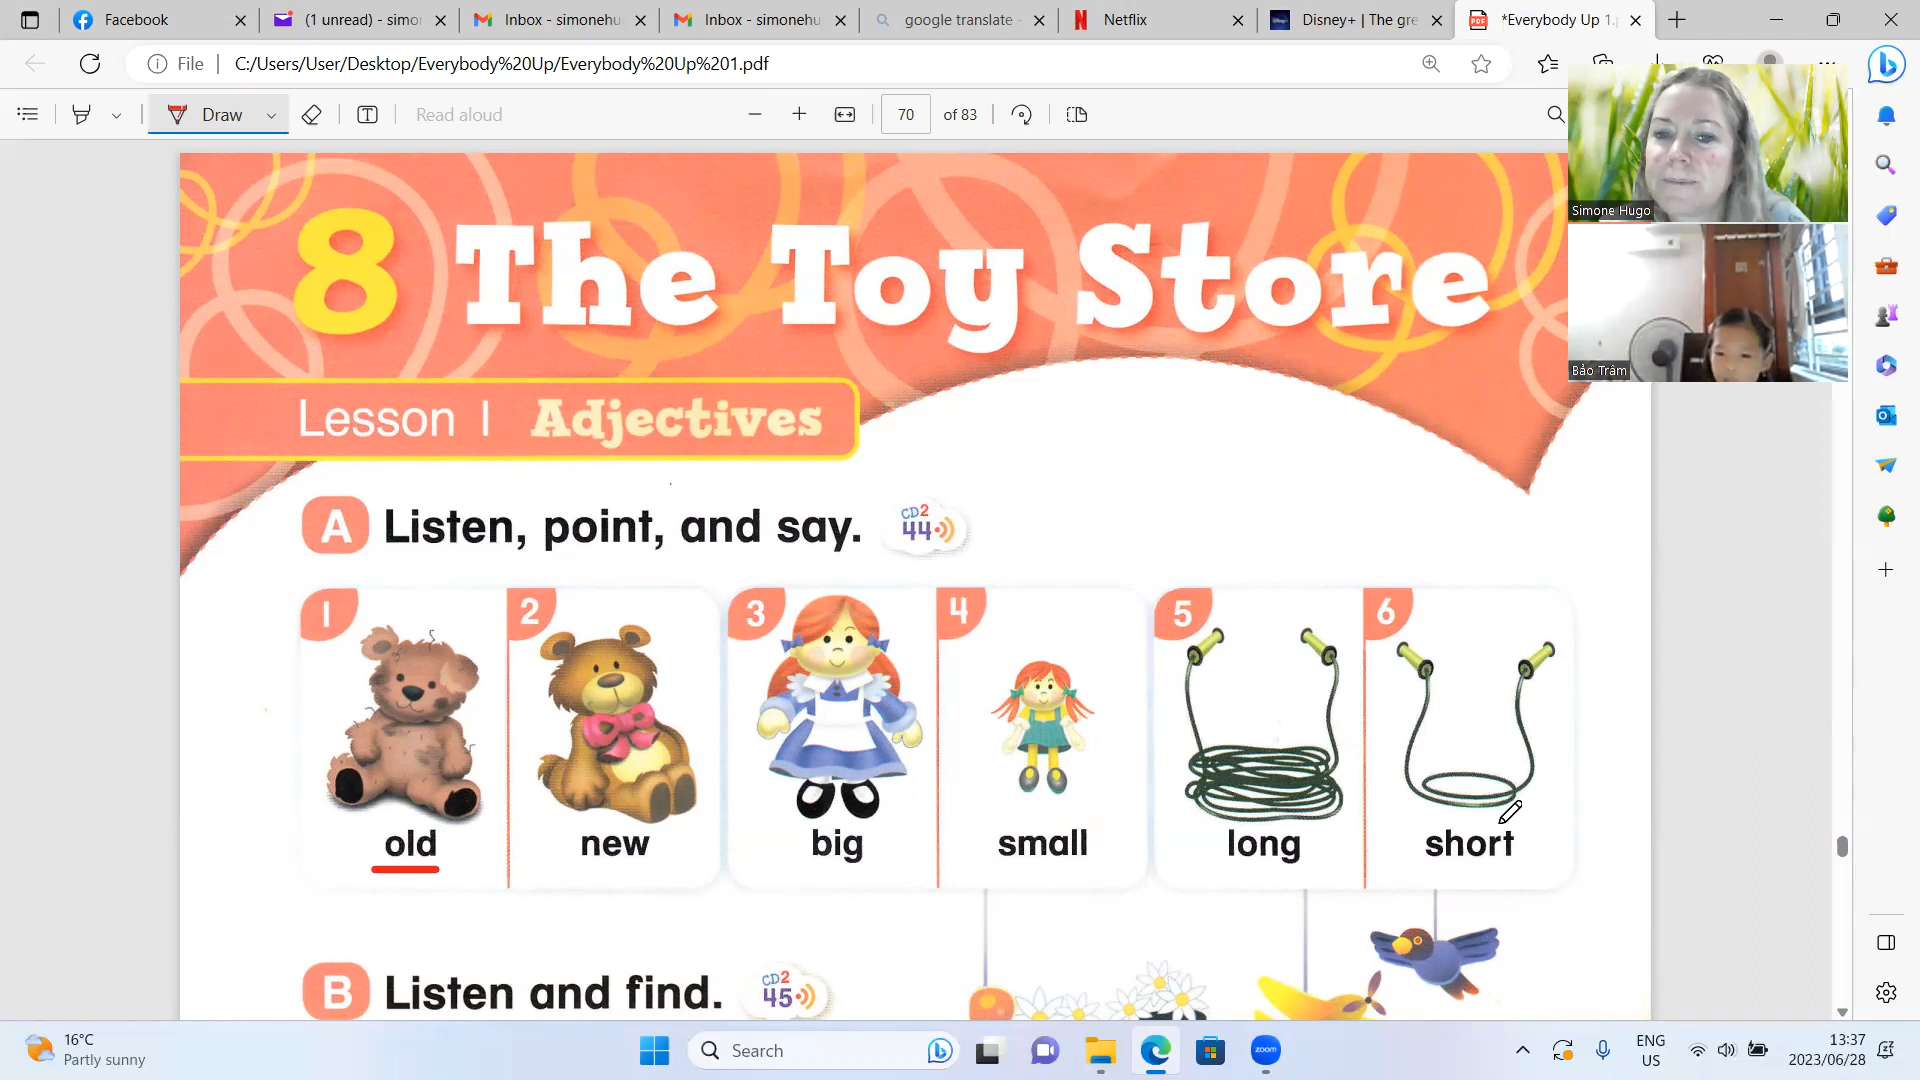 Facebook
(1 unread) - simo
Inbox - simonehu
Inbox - simonehu
google translate -
Netflix
Disney+ | The gre
*Everybody Up 1.p
File
C:/Users/User/Desktop/Everybody%20Up/Everybody%20Up%201.pdf
Draw
Read aloud
70 of 83
Simone Hugo
Bảo Trâm
8 The Toy Store
Lesson 1 Adjectives
A Listen, point, and say. CD2 44
1 2 3 4 5 6
old new big small long short
B Listen and find. CD2 45
16°C
Partly sunny
Search
zoom
ENG
US
13:37
2023/06/28